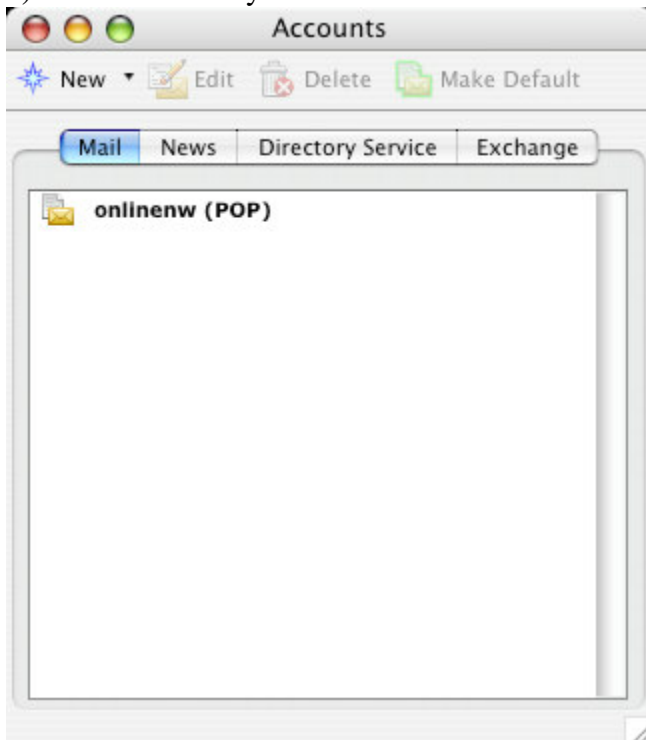 Accounts
New Edit Delete Make Default
Mail News Directory Service Exchange
onlinenw (POP)